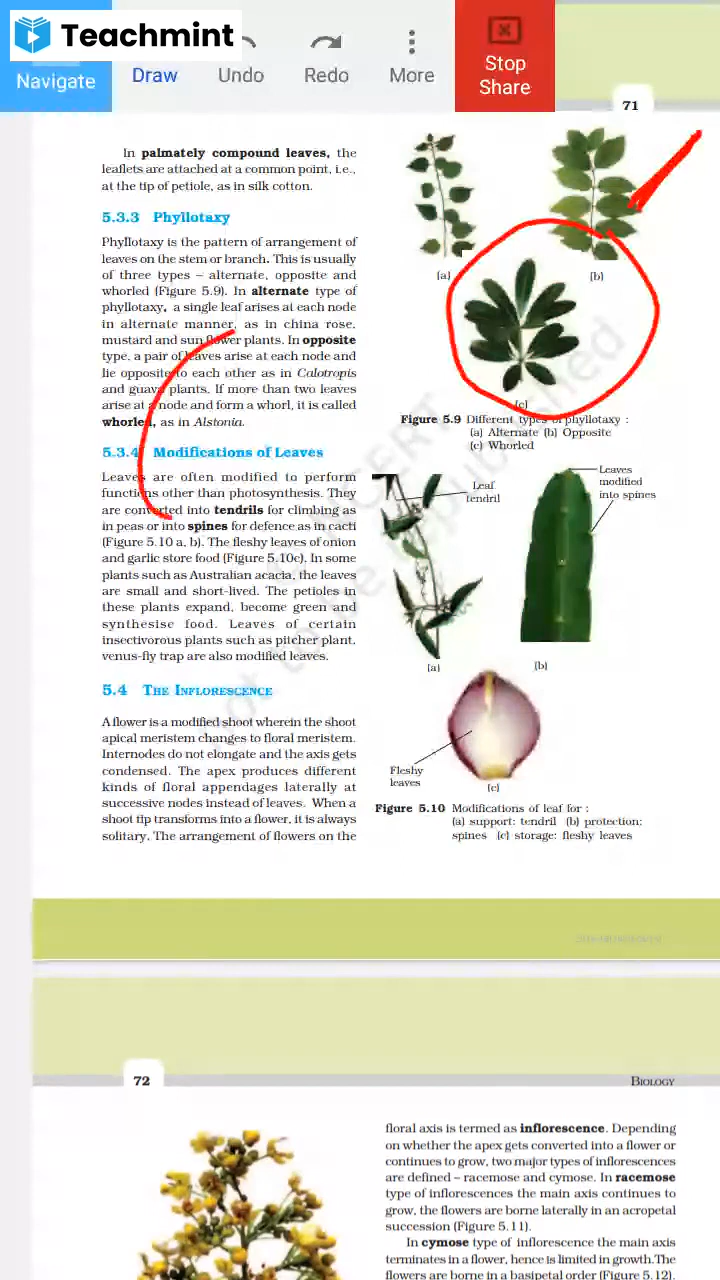 Teachmint
Navigate
Draw
Undo
Redo
More
Stop
Share
71
In palmately compound leaves, the
leaflets are attached at a common point, i.e.,
at the tip of petiole, as in silk cotton.
5.3.3 Phyllotaxy
Phyllotaxy is the pattern of arrangement of
leaves on the stem or branch. This is usually
of three types – alternate, opposite and
whorled (Figure 5.9). In alternate type of
phyllotaxy, a single leaf arises at each node
in alternate manner, as in china rose,
mustard and sun flower plants. In opposite
type, a pair of leaves arise at each node and
lie opposite to each other as in Calotropis
and guava plants. If more than two leaves
arise at a node and form a whorl, it is called
whorled, as in Alstonia.
5.3.4 Modifications of Leaves
Leaves are often modified to perform
functions other than photosynthesis. They
are converted into tendrils for climbing as
in peas or into spines for defence as in cacti
(Figure 5.10 a, b). The fleshy leaves of onion
and garlic store food (Figure 5.10c). In some
plants such as Australian acacia, the leaves
are small and short-lived. The petioles in
these plants expand, become green and
synthesise food. Leaves of certain
insectivorous plants such as pitcher plant,
venus-fly trap are also modified leaves.
5.4 The Inflorescence
A flower is a modified shoot wherein the shoot
apical meristem changes to floral meristem.
Internodes do not elongate and the axis gets
condensed. The apex produces different
kinds of floral appendages laterally at
successive nodes instead of leaves. When a
shoot tip transforms into a flower, it is always
solitary. The arrangement of flowers on the
(a)
(b)
(c)
Figure 5.9 Different types of phyllotaxy :
(a) Alternate (b) Opposite
(c) Whorled
Leaf
tendril
Leaves
modified
into spines
(a)
(b)
Fleshy
leaves
(c)
Figure 5.10 Modifications of leaf for :
(a) support: tendril (b) protection:
spines (c) storage: fleshy leaves
not to be republished
72
Biology
floral axis is termed as inflorescence. Depending
on whether the apex gets converted into a flower or
continues to grow, two major types of inflorescences
are defined – racemose and cymose. In racemose
type of inflorescences the main axis continues to
grow, the flowers are borne laterally in an acropetal
succession (Figure 5.11).
In cymose type of inflorescence the main axis
terminates in a flower, hence is limited in growth.The
flowers are borne in a basipetal order (Figure 5.12).